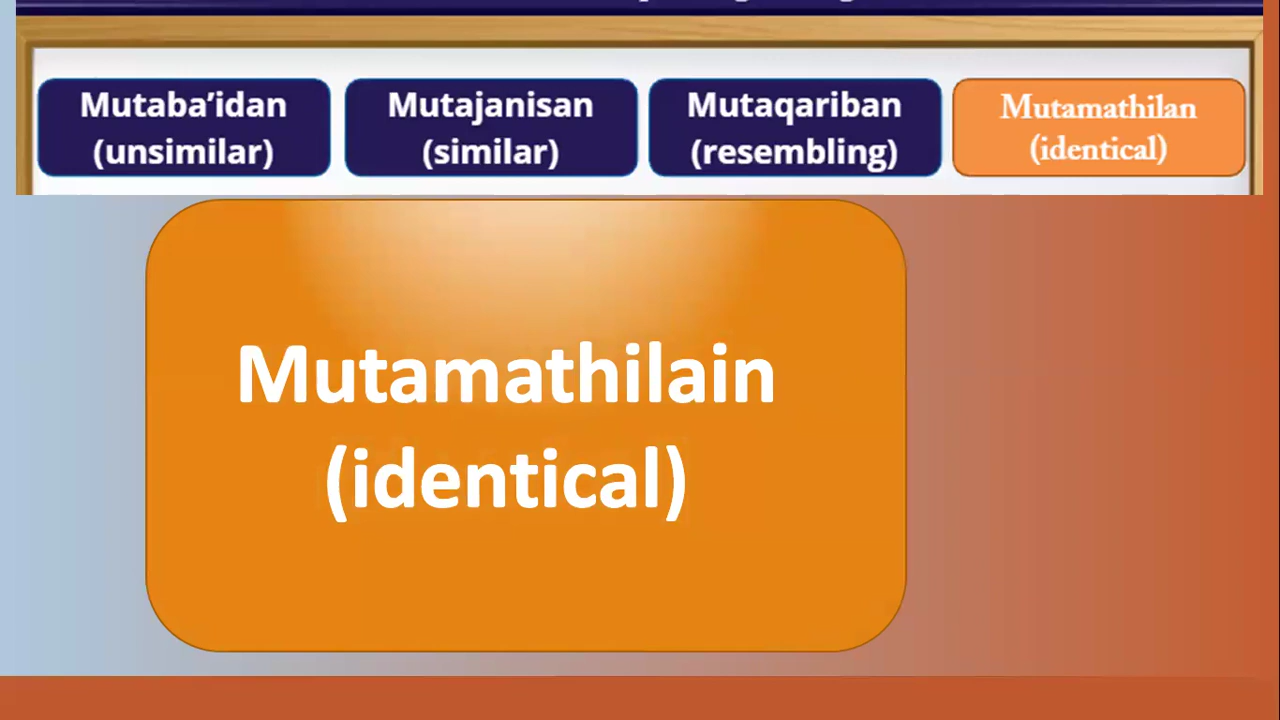 Mutaba’idan
(unsimilar)
Mutajanisan
(similar)
Mutaqariban
(resembling)
Mutamathilan
(identical)
Mutamathilain
(identical)